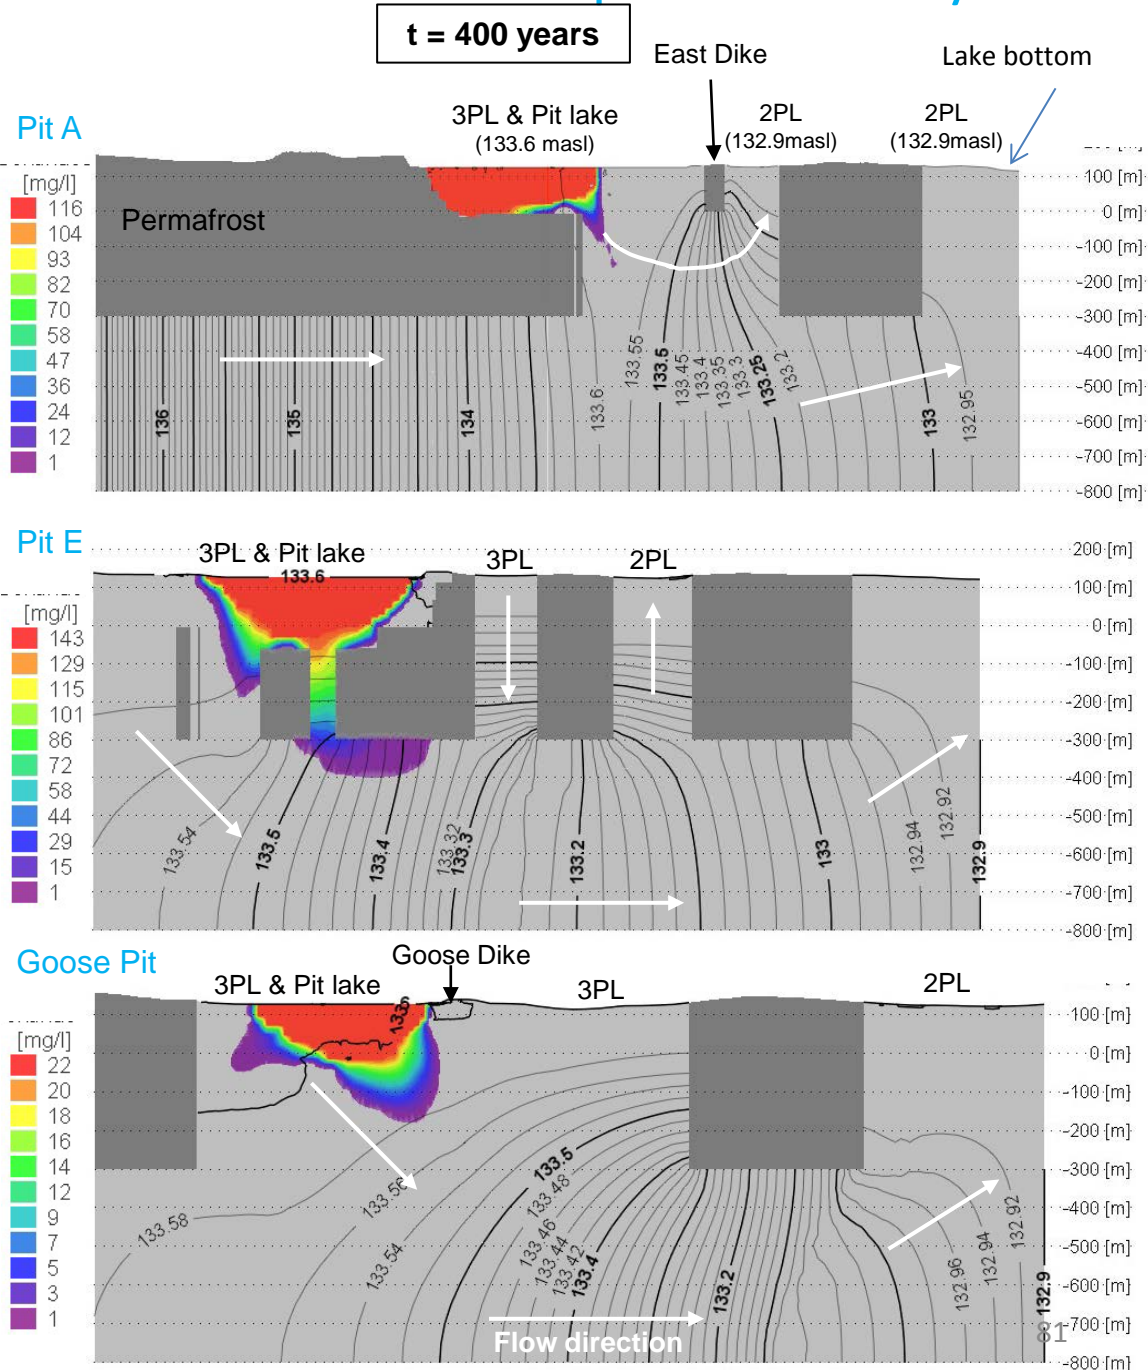 t = 400 years
East Dike
Lake bottom
Pit A
3PL & Pit lake
(133.6 masl)
2PL
(132.9masl)
2PL
(132.9masl)
[mg/l]
116
104
93
82
70
58
47
36
24
12
1
Permafrost
100 [m]
0 [m]
-100 [m]
-200 [m]
-300 [m]
-400 [m]
-500 [m]
-600 [m]
-700 [m]
-800 [m]
136
135
134
133.6
133.55
133.5
133.45
133.4
133.35
133.3
133.25
133.2
133
132.95
Pit E
3PL & Pit lake
133.6
3PL
2PL
[mg/l]
143
129
115
101
86
72
58
44
29
15
1
200 [m]
100 [m]
0 [m]
-100 [m]
-200 [m]
-300 [m]
-400 [m]
-500 [m]
-600 [m]
-700 [m]
-800 [m]
133.54
133.5
133.4
133.32
133.3
133.2
133
132.94
132.92
132.9
Goose Pit
3PL & Pit lake
Goose Dike
3PL
2PL
133.6
[mg/l]
22
20
18
16
14
12
9
7
5
3
1
100 [m]
0 [m]
-100 [m]
-200 [m]
-300 [m]
-400 [m]
-500 [m]
-600 [m]
-700 [m]
-800 [m]
133.58
133.56
133.54
133.5
133.48
133.46
133.44
133.42
133.4
133.2
132.96
132.94
132.92
132.9
Flow direction
81